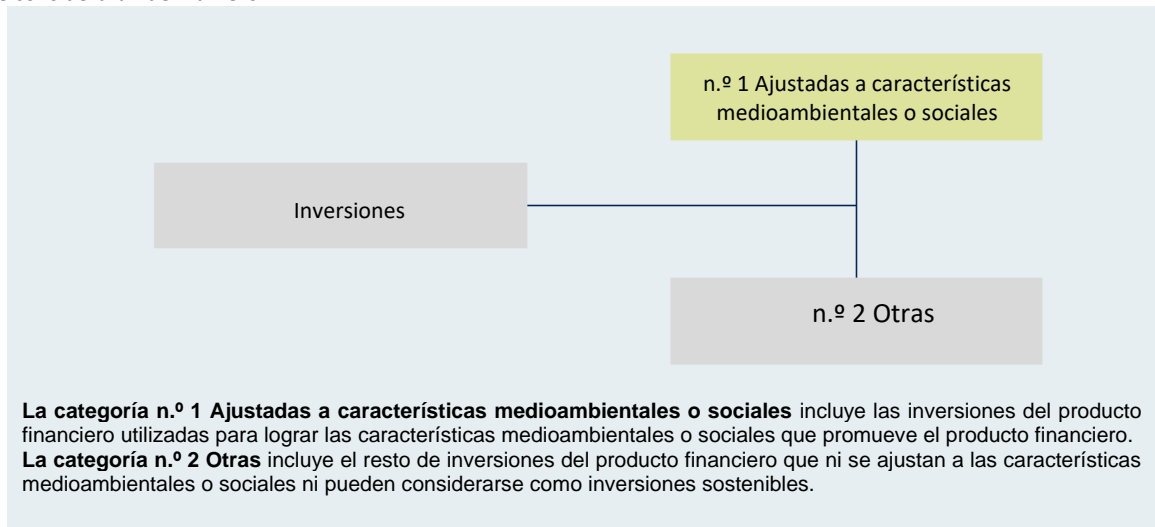 n.º 1 Ajustadas a características
medioambientales o sociales
Inversiones
n.º 2 Otras
La categoría n.º 1 Ajustadas a características medioambientales o sociales incluye las inversiones del producto
financiero utilizadas para lograr las características medioambientales o sociales que promueve el producto financiero.
La categoría n.º 2 Otras incluye el resto de inversiones del producto financiero que ni se ajustan a las características
medioambientales o sociales ni pueden considerarse como inversiones sostenibles.